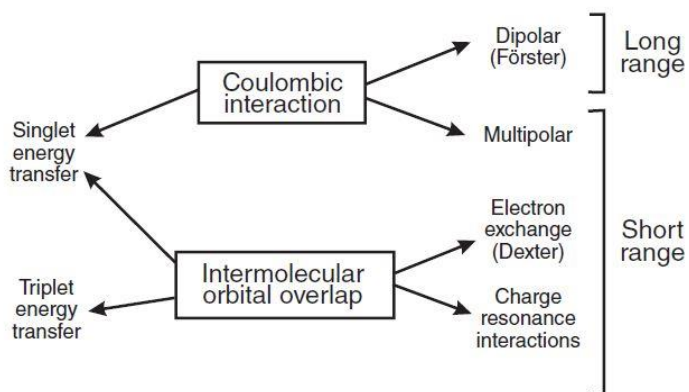 Dipolar
(Förster)
Long
range
Coulombic
interaction
Singlet
energy
transfer
Multipolar
Electron
exchange
(Dexter)
Short
range
Intermolecular
orbital overlap
Triplet
energy
transfer
Charge
resonance
interactions